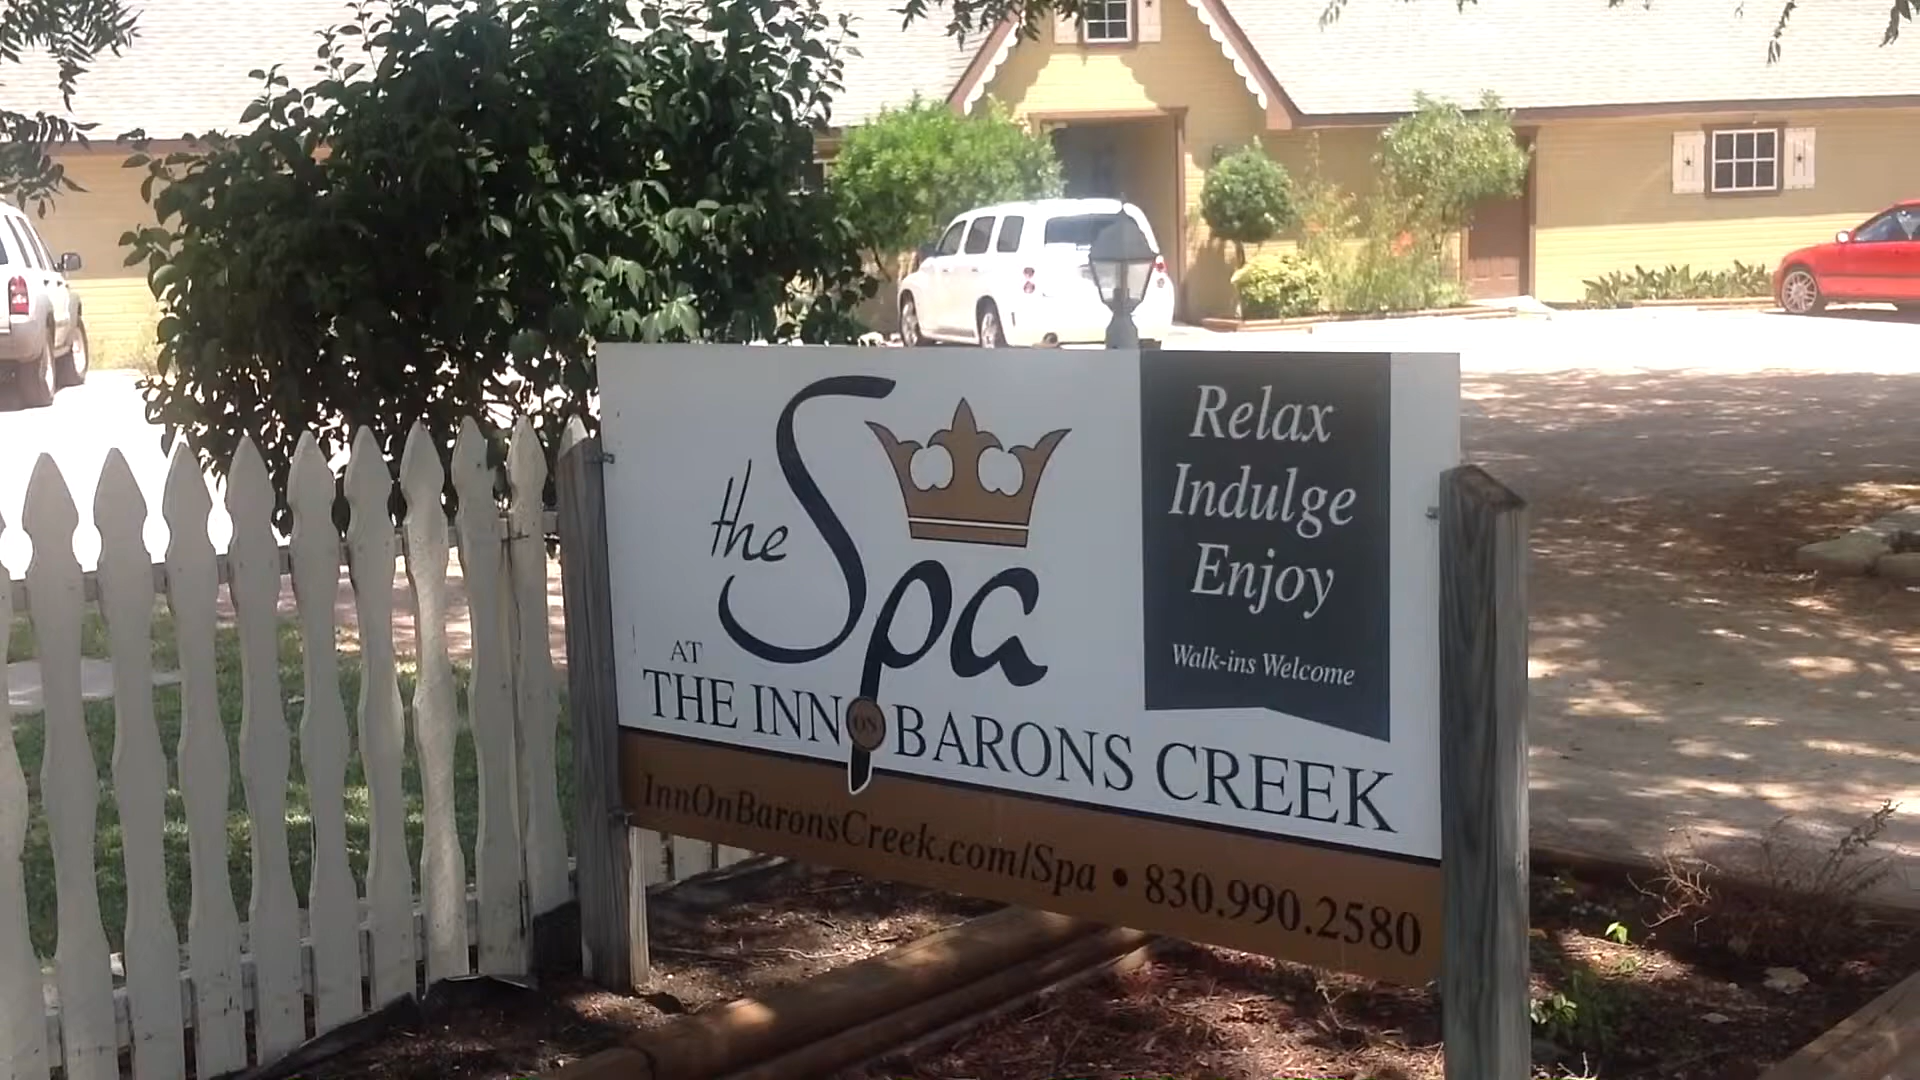 the Spa
AT
THE INN ON BARONS CREEK
InnOnBaronsCreek.com/Spa • 830.990.2580
Relax
Indulge
Enjoy
Walk-ins Welcome